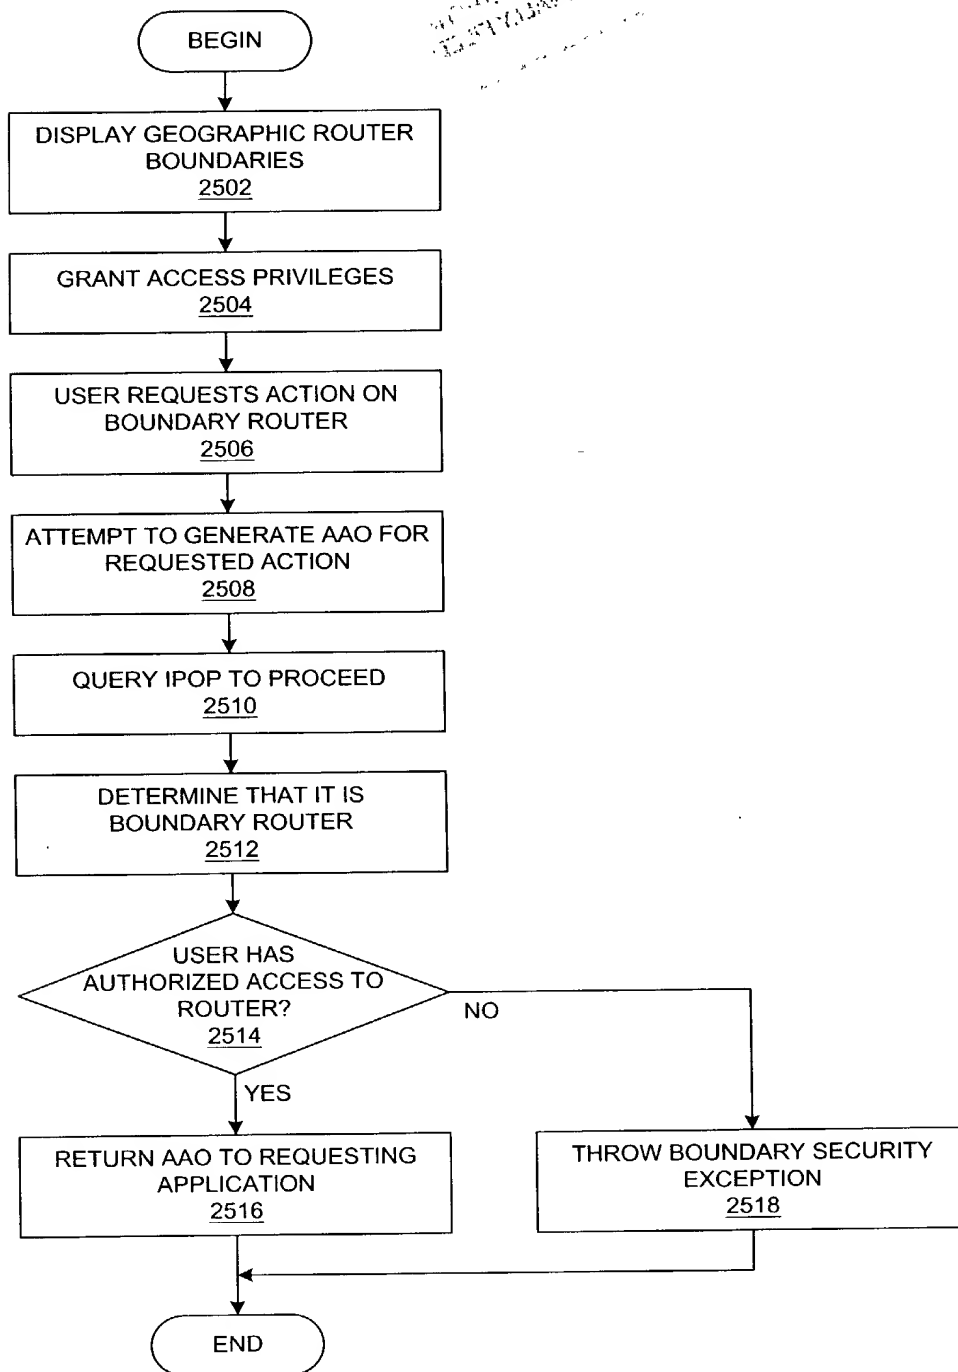 BEGIN
DISPLAY GEOGRAPHIC ROUTER
BOUNDARIES
2502
GRANT ACCESS PRIVILEGES
2504
USER REQUESTS ACTION ON
BOUNDARY ROUTER
2506
ATTEMPT TO GENERATE AAO FOR
REQUESTED ACTION
2508
QUERY IPOP TO PROCEED
2510
DETERMINE THAT IT IS
BOUNDARY ROUTER
2512
USER HAS
AUTHORIZED ACCESS TO
ROUTER?
2514
NO
YES
RETURN AAO TO REQUESTING
APPLICATION
2516
THROW BOUNDARY SECURITY
EXCEPTION
2518
END